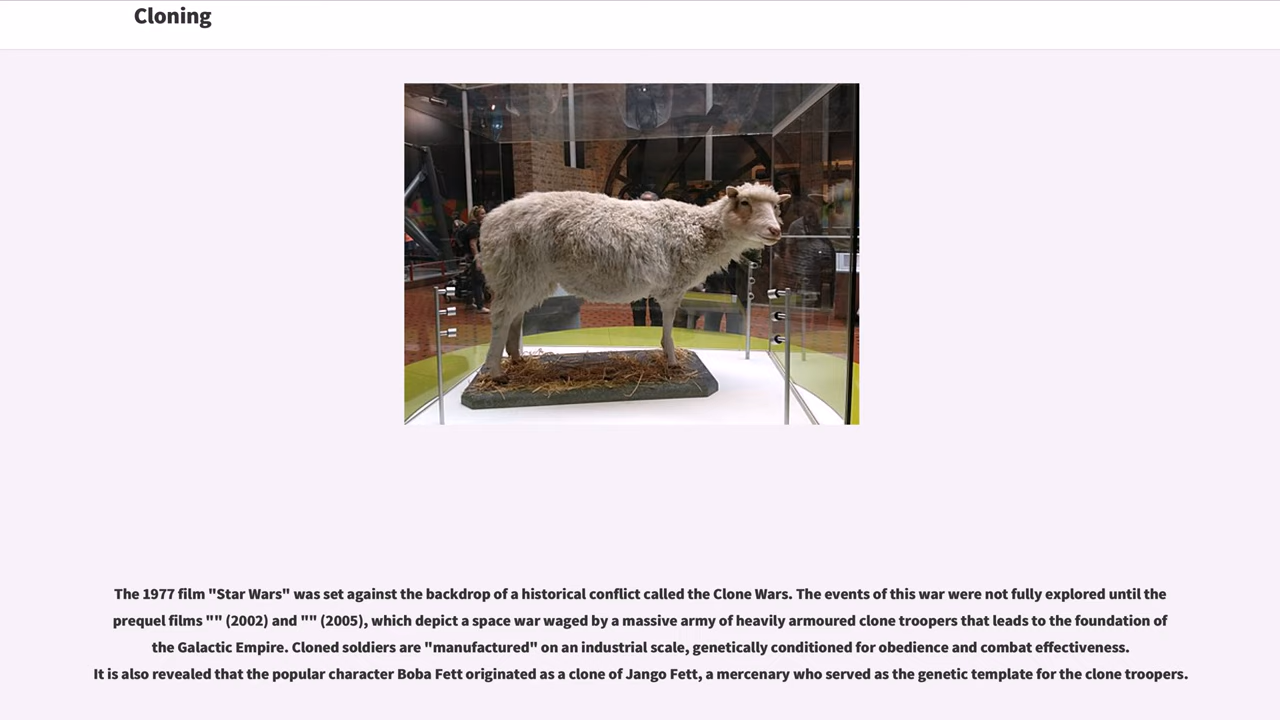 Cloning
The 1977 film "Star Wars" was set against the backdrop of a historical conflict called the Clone Wars. The events of this war were not fully explored until the
prequel films "" (2002) and "" (2005), which depict a space war waged by a massive army of heavily armoured clone troopers that leads to the foundation of
the Galactic Empire. Cloned soldiers are "manufactured" on an industrial scale, genetically conditioned for obedience and combat effectiveness.
It is also revealed that the popular character Boba Fett originated as a clone of Jango Fett, a mercenary who served as the genetic template for the clone troopers.